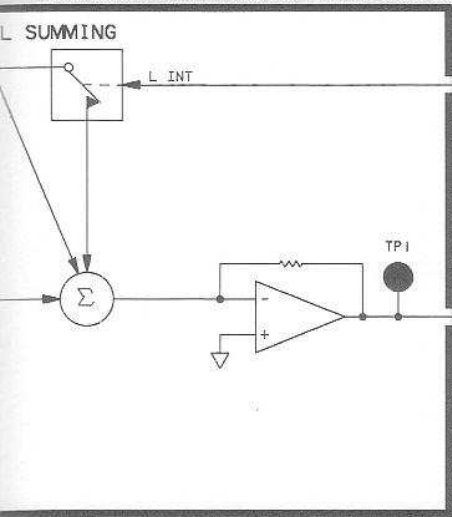 L SUMMING
L INT
TP1
Σ
-
+